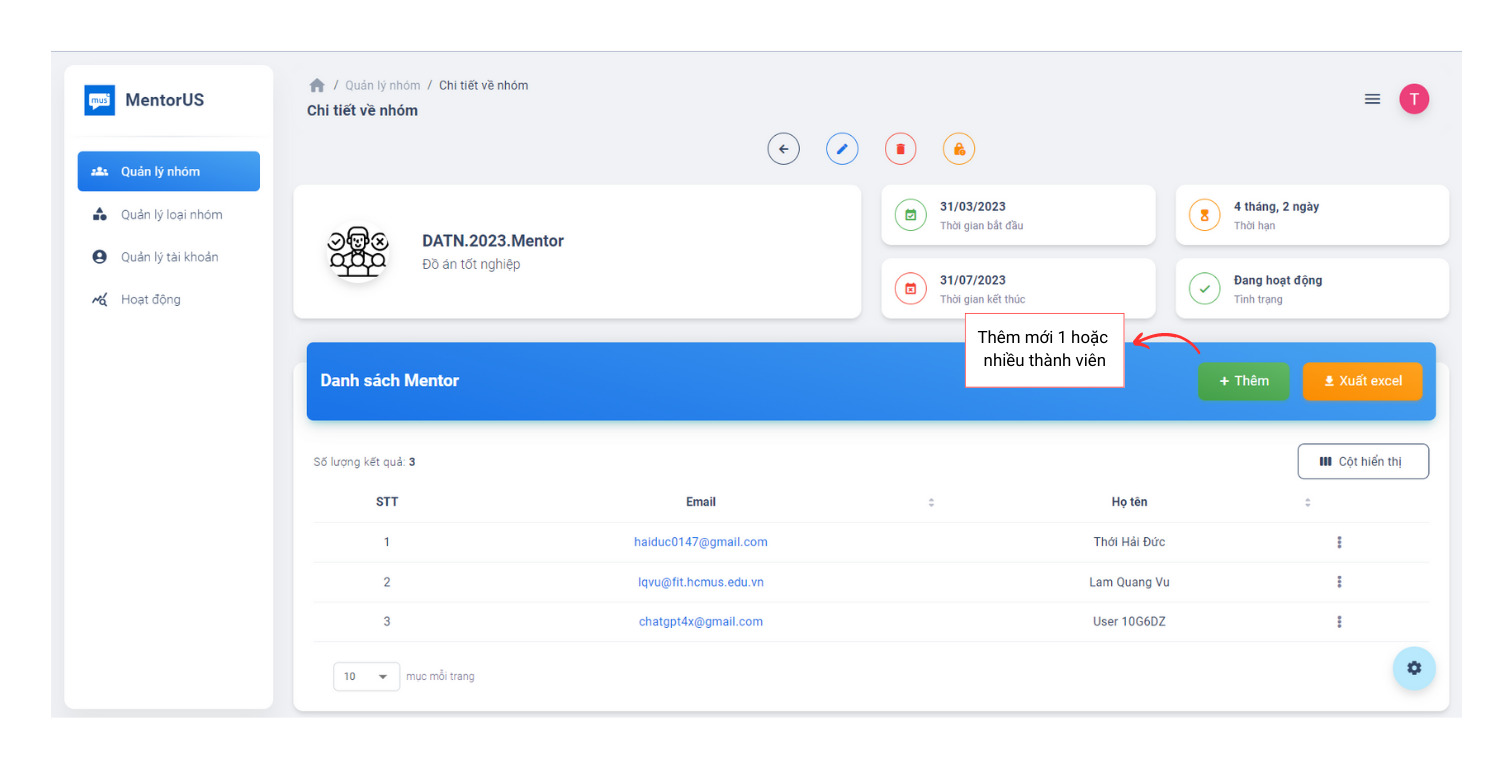 mus
MentorUS
Quản lý nhóm
Quản lý loại nhóm
Quản lý tài khoản
Hoạt động
/ Quản lý nhóm / Chi tiết về nhóm
Chi tiết về nhóm
T
DATN.2023.Mentor
Đồ án tốt nghiệp
31/03/2023
Thời gian bắt đầu
4 tháng, 2 ngày
Thời hạn
31/07/2023
Thời gian kết thúc
Đang hoạt động
Tình trạng
Thêm mới 1 hoặc
nhiều thành viên
Danh sách Mentor
+ Thêm
Xuất excel
Số lượng kết quả: 3
Cột hiển thị
STT Email Họ tên
1 haiduc0147@gmail.com Thới Hải Đức
2 lqvu@fit.hcmus.edu.vn Lam Quang Vu
3 chatgpt4x@gmail.com User 10G6DZ
10 mục mỗi trang